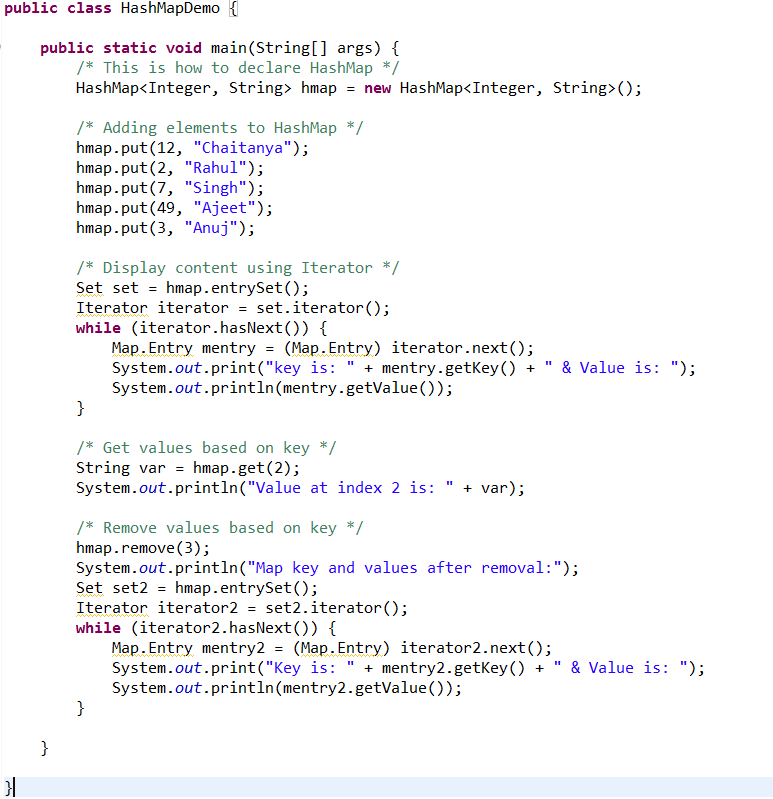 public class HashMapDemo {
public static void main(String[] args) {
/* This is how to declare HashMap */
HashMap<Integer, String> hmap = new HashMap<Integer, String>();
/* Adding elements to HashMap */
hmap.put(12, "Chaitanya");
hmap.put(2, "Rahul");
hmap.put(7, "Singh");
hmap.put(49, "Ajeet");
hmap.put(3, "Anuj");
/* Display content using Iterator */
Set set = hmap.entrySet();
Iterator iterator = set.iterator();
while (iterator.hasNext()) {
Map.Entry mentry = (Map.Entry) iterator.next();
System.out.print("key is: " + mentry.getKey() + " & Value is: ");
System.out.println(mentry.getValue());
}
/* Get values based on key */
String var = hmap.get(2);
System.out.println("Value at index 2 is: " + var);
/* Remove values based on key */
hmap.remove(3);
System.out.println("Map key and values after removal:");
Set set2 = hmap.entrySet();
Iterator iterator2 = set2.iterator();
while (iterator2.hasNext()) {
Map.Entry mentry2 = (Map.Entry) iterator2.next();
System.out.print("Key is: " + mentry2.getKey() + " & Value is: ");
System.out.println(mentry2.getValue());
}
}
}